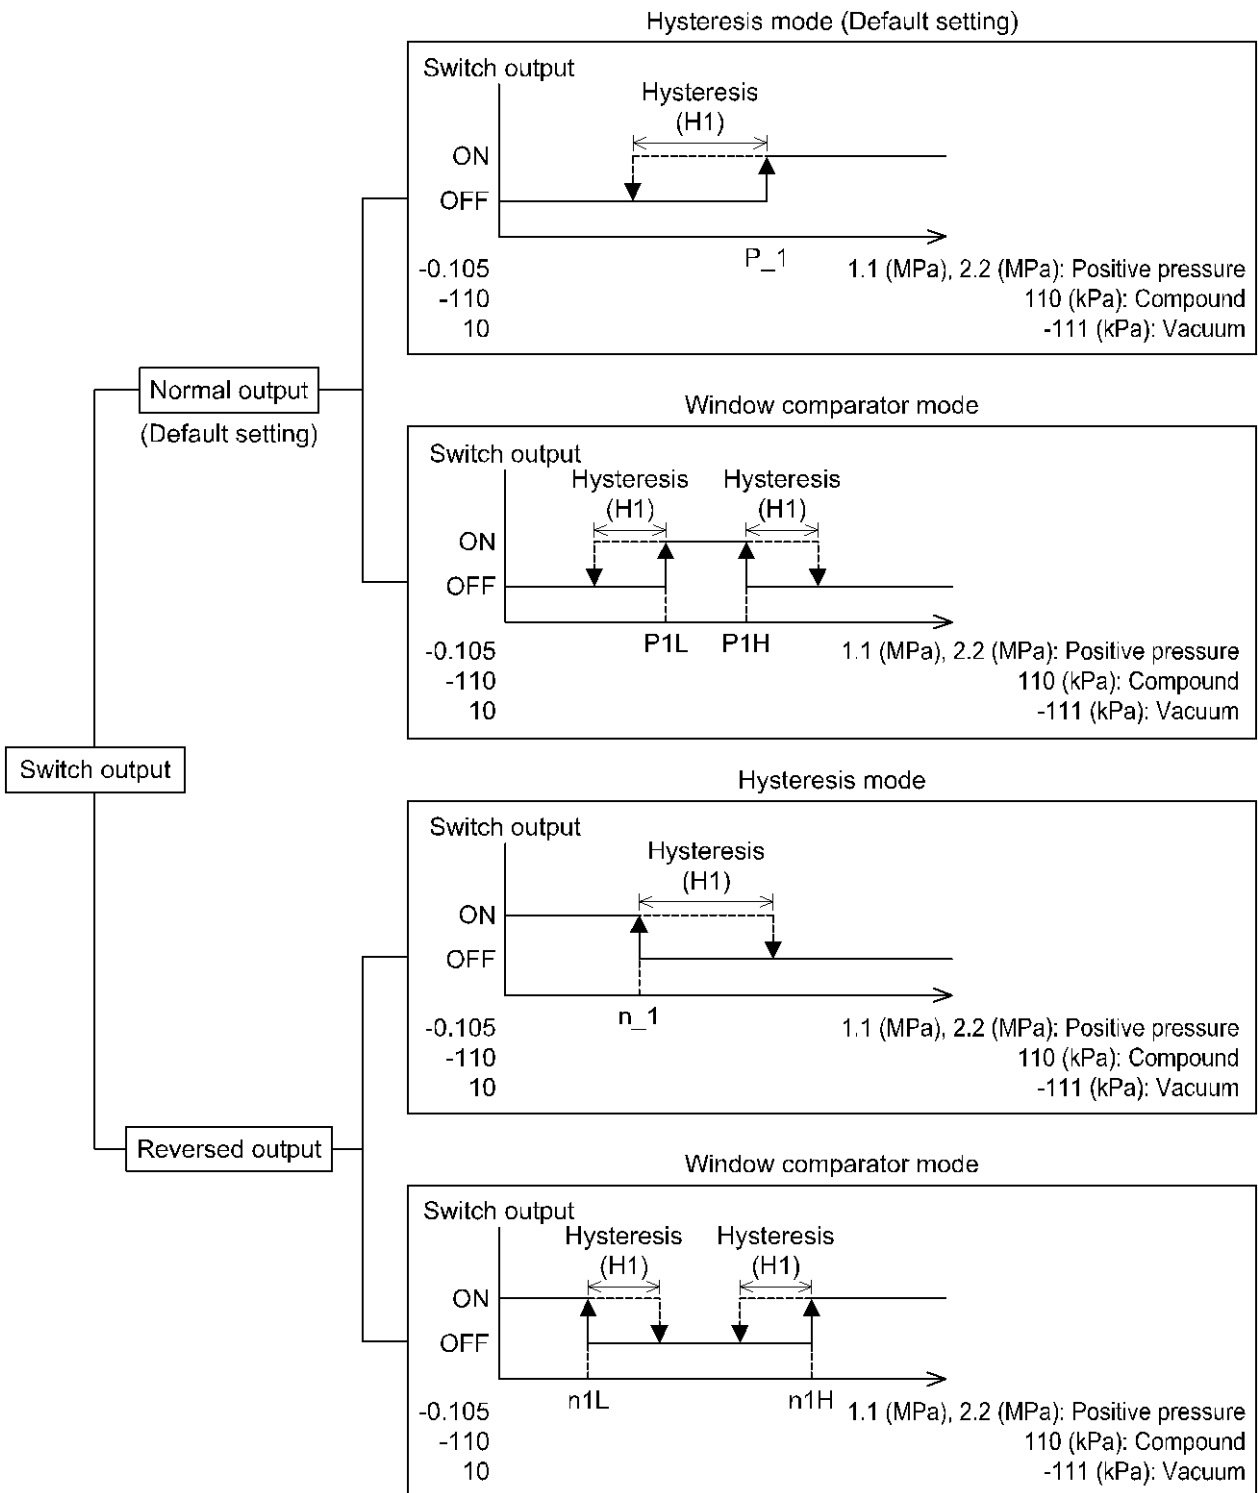 Hysteresis mode (Default setting)
Switch output
Hysteresis
(H1)
ON
OFF
P_1
-0.105
1.1 (MPa), 2.2 (MPa): Positive pressure
-110
110 (kPa): Compound
10
-111 (kPa): Vacuum
Normal output
(Default setting)
Window comparator mode
Switch output
Hysteresis
Hysteresis
(H1)
(H1)
ON
OFF
P1L
P1H
-0.105
1.1 (MPa), 2.2 (MPa): Positive pressure
-110
110 (kPa): Compound
10
-111 (kPa): Vacuum
Switch output
Hysteresis mode
Switch output
Hysteresis
(H1)
ON
OFF
n_1
-0.105
1.1 (MPa), 2.2 (MPa): Positive pressure
-110
110 (kPa): Compound
10
-111 (kPa): Vacuum
Reversed output
Window comparator mode
Switch output
Hysteresis
Hysteresis
(H1)
(H1)
ON
OFF
n1L
n1H
-0.105
1.1 (MPa), 2.2 (MPa): Positive pressure
-110
110 (kPa): Compound
10
-111 (kPa): Vacuum